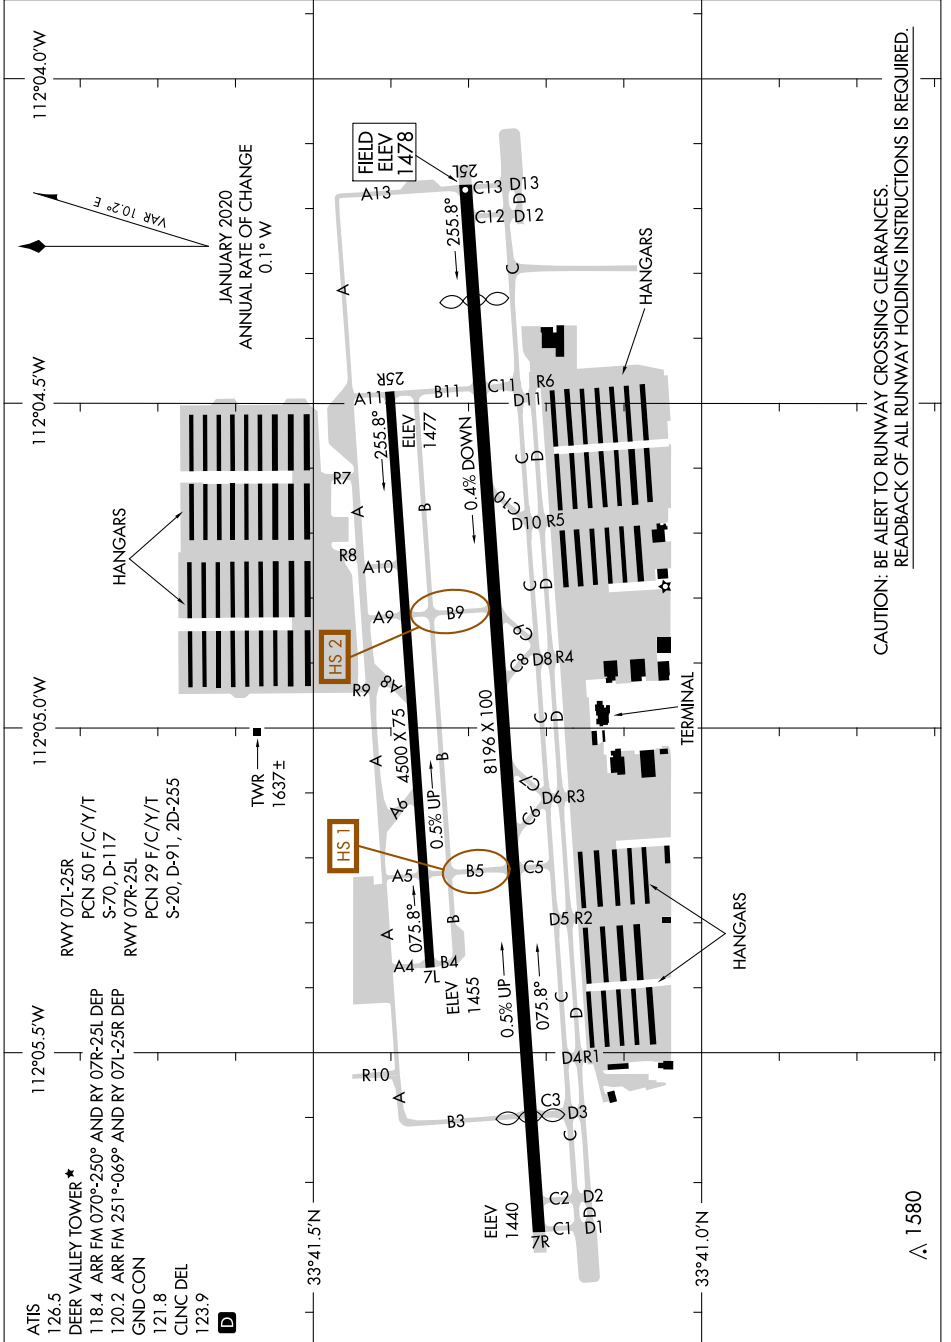 ATIS
126.5
DEER VALLEY TOWER ★
118.4 ARR FM 070°-250° AND RY 07R-25L DEP
120.2 ARR FM 251°-069° AND RY 07L-25R DEP
GND CON
121.8
CLNC DEL
123.9
D
RWY 07L-25R
PCN 50 F/C/Y/T
S-70, D-117
RWY 07R-25L
PCN 29 F/C/Y/T
S-20, D-91, 2D-255
112°05.5'W
112°05.0'W
112°04.5'W
112°04.0'W
VAR 10.2° E
JANUARY 2020
ANNUAL RATE OF CHANGE
0.1° W
TWR
1637±
HANGARS
33°41.5'N
R10
R9
R8
R7
HS 1
HS 2
FIELD
ELEV
1478
A
A4
A
A5
A6
A
A8
A9
A10
A
A11
A
A13
7L
075.8°
4500 X 75
255.8°
25R
ELEV
1455
ELEV
1477
0.5% UP
B3
B4
B
B5
B
B9
B
B11
ELEV
1440
7R
0.5% UP
075.8°
8196 X 100
0.4% DOWN
255.8°
25L
C1
C2
C3
C
C
C5
C6
C7
C
C8
C9
C
C10
C
C11
C
C12
C13
D1
D
D2
D3
D4
R1
D
D5 R2
D6 R3
D
D8 R4
D
D10 R5
D
D11
R6
D12
D
D13
HANGARS
TERMINAL
HANGARS
33°41.0'N
1580
CAUTION: BE ALERT TO RUNWAY CROSSING CLEARANCES.
READBACK OF ALL RUNWAY HOLDING INSTRUCTIONS IS REQUIRED.